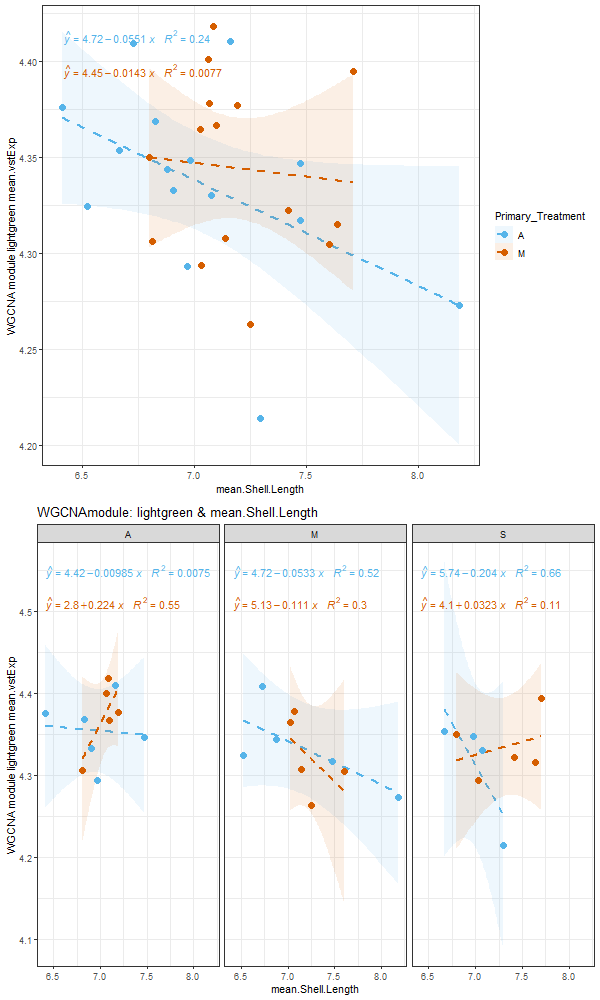 ŷ = 4.72 − 0.0551 x R² = 0.24
ŷ = 4.45 − 0.0143 x R² = 0.0077
4.40
4.35
4.30
4.25
4.20
WGCNA module lightgreen mean.vstExp
6.5 7.0 7.5 8.0
mean.Shell.Length
Primary_Treatment
A
M
WGCNAmodule: lightgreen & mean.Shell.Length
A M S
ŷ = 4.42 − 0.00985 x R² = 0.0075 ŷ = 4.72 − 0.0533 x R² = 0.52 ŷ = 5.74 − 0.204 x R² = 0.66
ŷ = 2.8 + 0.224 x R² = 0.55 ŷ = 5.13 − 0.111 x R² = 0.3 ŷ = 4.1 + 0.0323 x R² = 0.11
4.5
4.4
4.3
4.2
4.1
WGCNA module lightgreen mean.vstExp
6.5 7.0 7.5 8.0 6.5 7.0 7.5 8.0 6.5 7.0 7.5 8.0
mean.Shell.Length